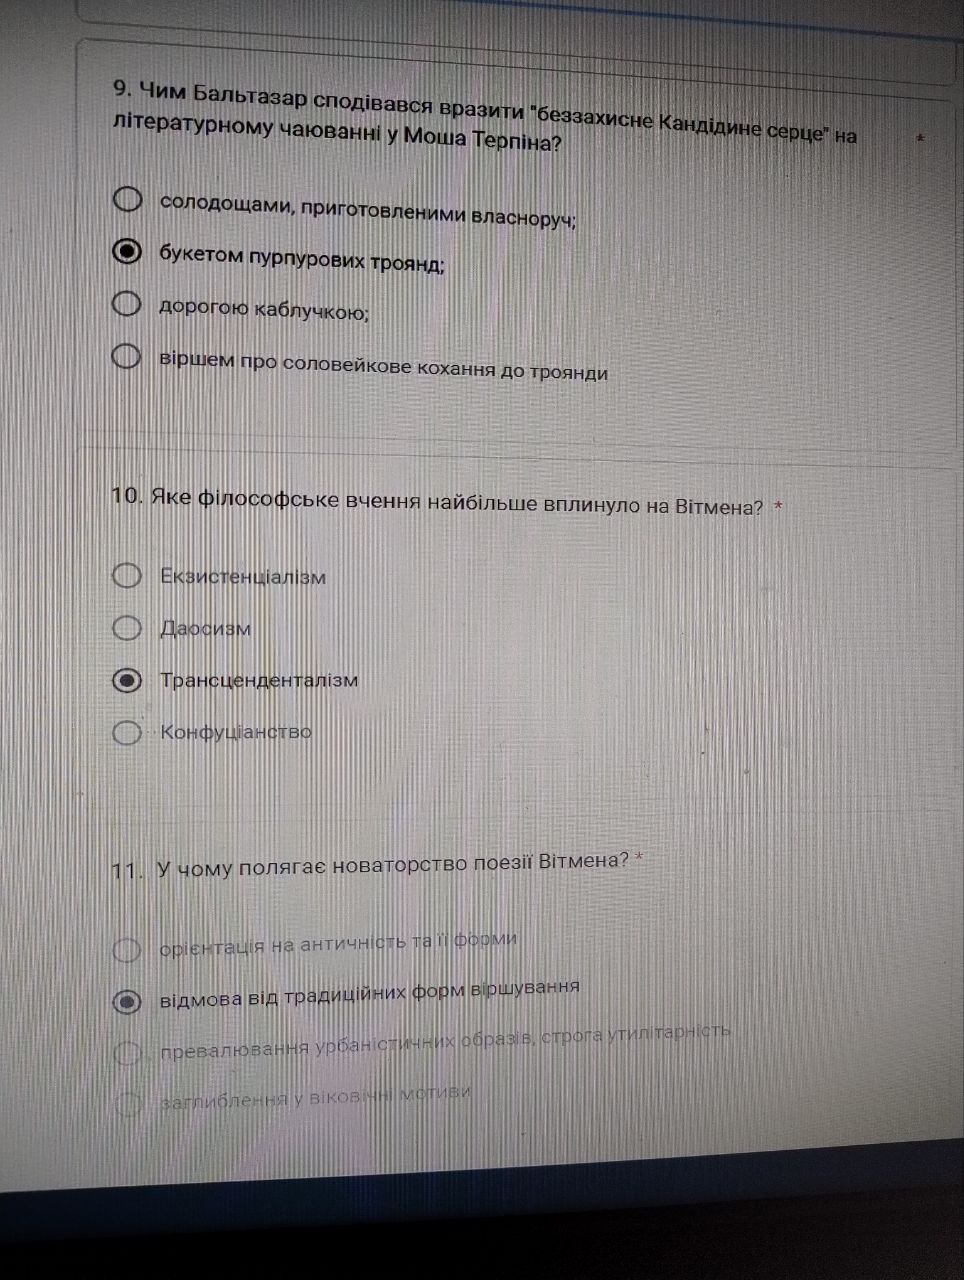 9. Чим Бальтазар сподівався вразити "беззахисне Кандідине серце" на *
літературному чаюванні у Моша Терпіна?
солодощами, приготовленими власноруч;
букетом пурпурових троянд;
дорогою каблучкою;
віршем про соловейкове кохання до троянди
10. Яке філософське вчення найбільше вплинуло на Вітмена? *
Екзистенціалізм
Даосизм
Трансценденталізм
Конфуціанство
11. У чому полягає новаторство поезії Вітмена? *
орієнтація на античність та її форми
відмова від традиційних форм віршування
превалювання урбаністичних образів, строга утилітарність
заглиблення у віковічні мотиви